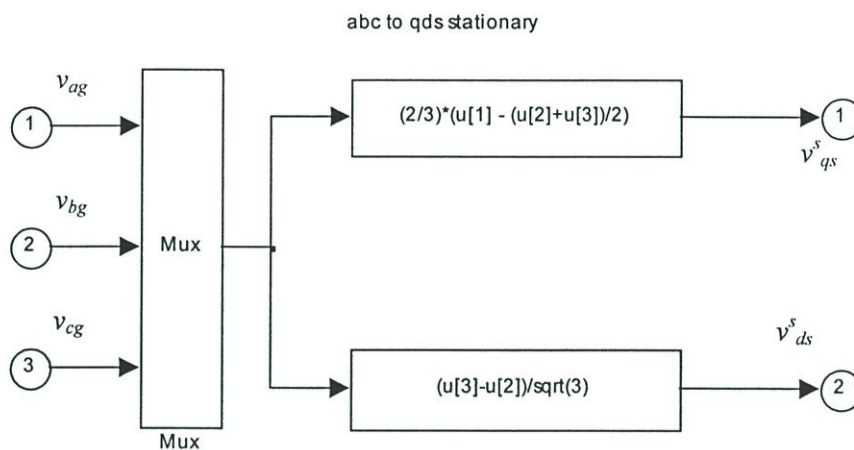 abc to qds stationary
v_ag
1
(2/3)*(u[1] - (u[2]+u[3])/2)
1
v^s_qs
v_bg
2
Mux
v_cg
3
v^s_ds
(u[3]-u[2])/sqrt(3)
2
Mux